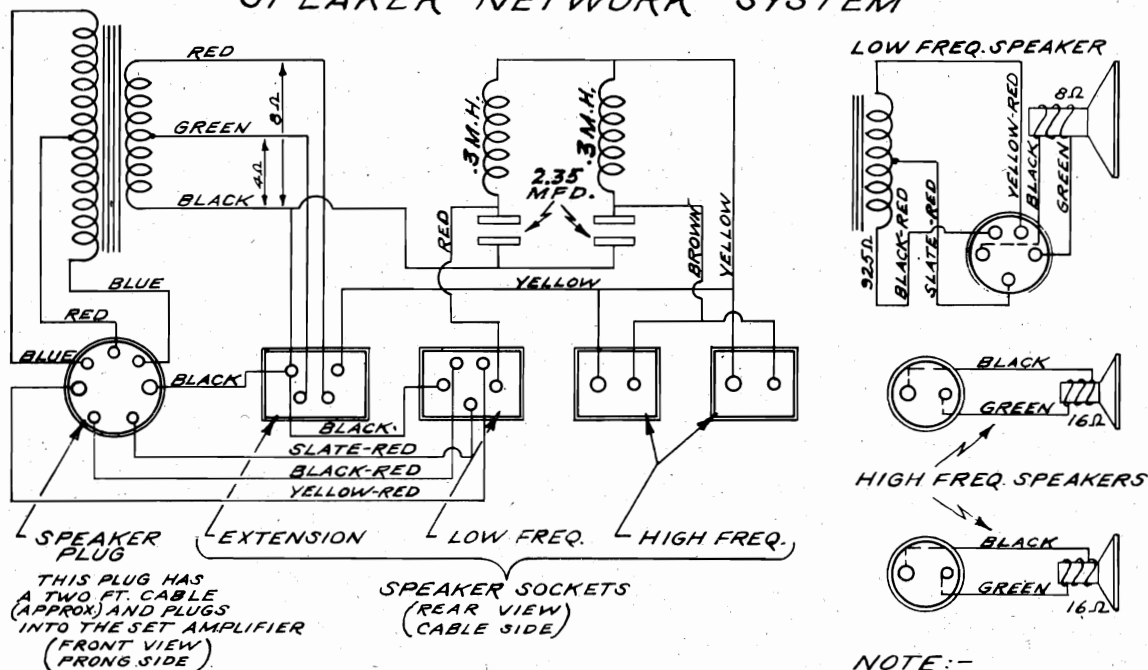 SPEAKER NETWORK SYSTEM
RED
GREEN
BLACK
8Ω
4Ω
BLUE
RED
BLUE
BLACK
.3 M.H.
.3 M.H.
2.35
MFD.
RED
BROWN
YELLOW
YELLOW
BLACK.
SLATE-RED
BLACK-RED
YELLOW-RED
SPEAKER
PLUG
THIS PLUG HAS
A TWO FT. CABLE
(APPROX) AND PLUGS
INTO THE SET AMPLIFIER
(FRONT VIEW)
(PRONG SIDE)
EXTENSION
LOW FREQ.
HIGH FREQ.
SPEAKER SOCKETS
(REAR VIEW)
(CABLE SIDE)
LOW FREQ. SPEAKER
925Ω
BLACK-RED
SLATE-RED
YELLOW-RED
BLACK
GREEN
8Ω
BLACK
GREEN
16Ω
HIGH FREQ. SPEAKERS
BLACK
GREEN
16Ω
NOTE:-